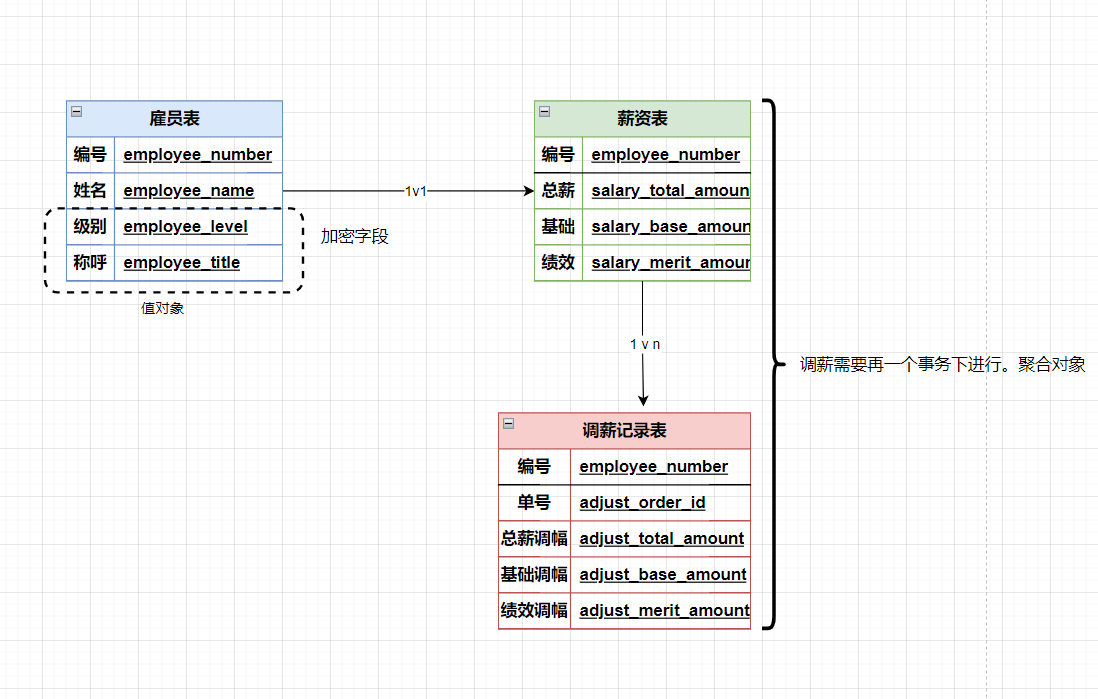 雇员表
编号 employee_number
姓名 employee_name
级别 employee_level
称呼 employee_title
值对象
加密字段
1v1
薪资表
编号 employee_number
总薪 salary_total_amoun
基础 salary_base_amoun
绩效 salary_merit_amour
1 v n
调薪记录表
编号 employee_number
单号 adjust_order_id
总薪调幅 adjust_total_amount
基础调幅 adjust_base_amount
绩效调幅 adjust_merit_amount
调薪需要再一个事务下进行。聚合对象